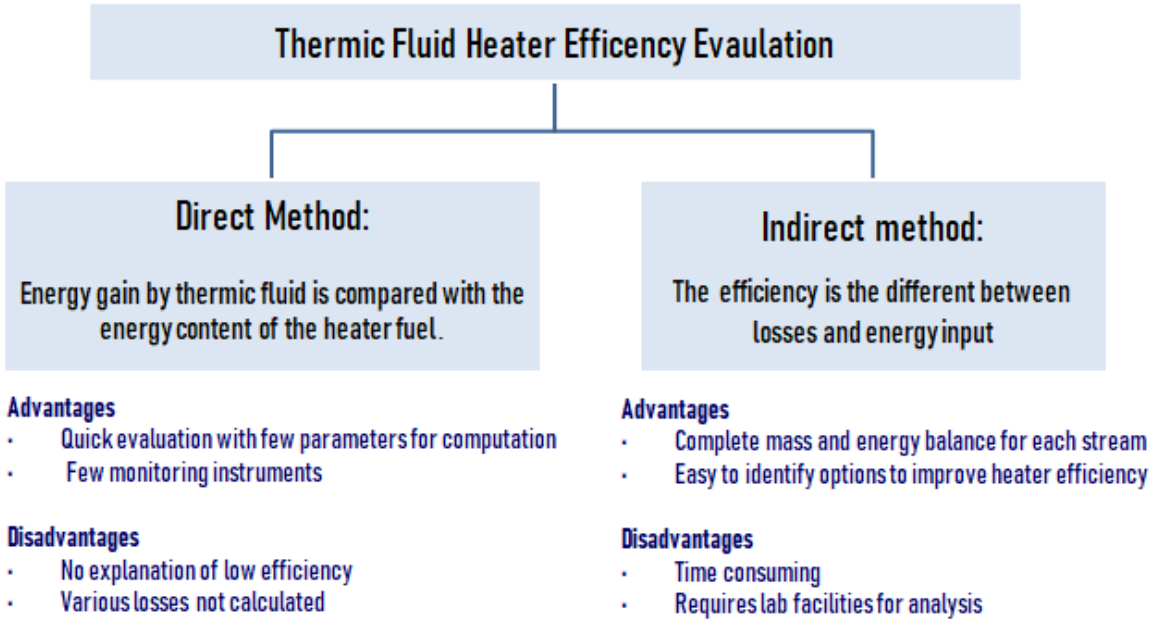 Thermic Fluid Heater Efficency Evaulation
Direct Method:
Energy gain by thermic fluid is compared with the
energy content of the heater fuel.
Advantages
· Quick evaluation with few parameters for computation
· Few monitoring instruments
Disadvantages
· No explanation of low efficiency
· Various losses not calculated
Indirect method:
The efficiency is the different between
losses and energy input
Advantages
· Complete mass and energy balance for each stream
· Easy to identify options to improve heater efficiency
Disadvantages
· Time consuming
· Requires lab facilities for analysis